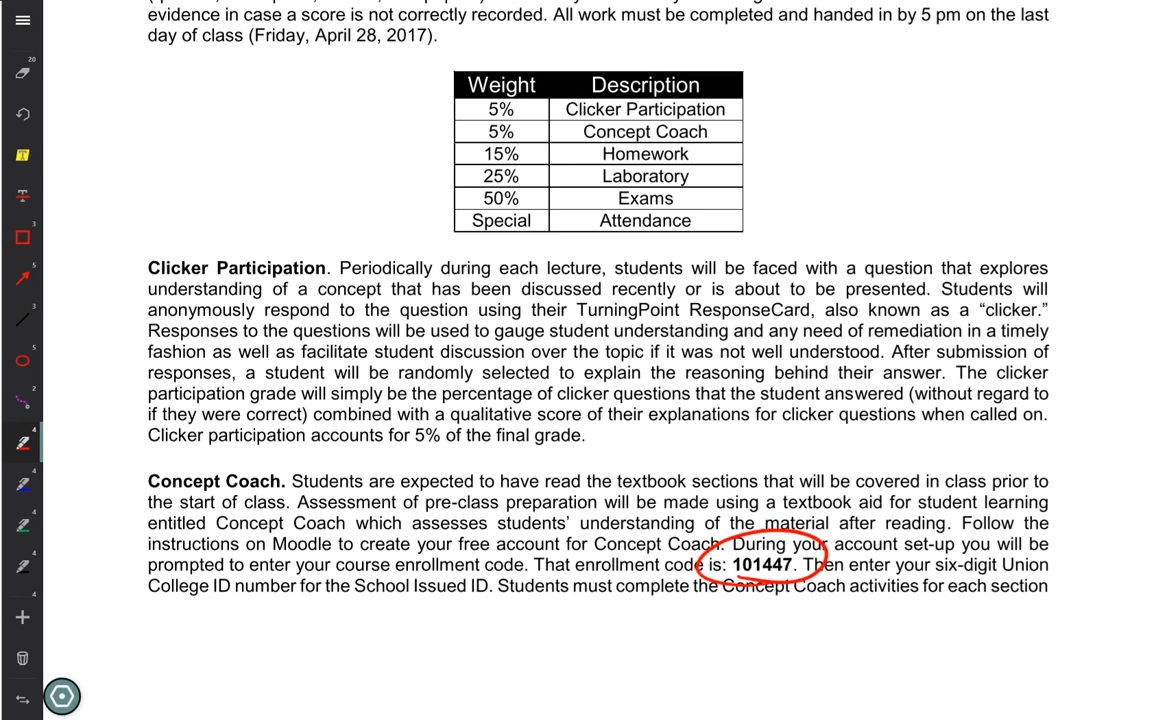 evidence in case a score is not correctly recorded. All work must be completed and handed in by 5 pm on the last
day of class (Friday, April 28, 2017).
Weight Description
5% Clicker Participation
5% Concept Coach
15% Homework
25% Laboratory
50% Exams
Special Attendance
Clicker Participation. Periodically during each lecture, students will be faced with a question that explores
understanding of a concept that has been discussed recently or is about to be presented. Students will
anonymously respond to the question using their TurningPoint ResponseCard, also known as a “clicker.”
Responses to the questions will be used to gauge student understanding and any need of remediation in a timely
fashion as well as facilitate student discussion over the topic if it was not well understood. After submission of
responses, a student will be randomly selected to explain the reasoning behind their answer. The clicker
participation grade will simply be the percentage of clicker questions that the student answered (without regard to
if they were correct) combined with a qualitative score of their explanations for clicker questions when called on.
Clicker participation accounts for 5% of the final grade.
Concept Coach. Students are expected to have read the textbook sections that will be covered in class prior to
the start of class. Assessment of pre-class preparation will be made using a textbook aid for student learning
entitled Concept Coach which assesses students’ understanding of the material after reading. Follow the
instructions on Moodle to create your free account for Concept Coach. During your account set-up you will be
prompted to enter your course enrollment code. That enrollment code is: 101447. Then enter your six-digit Union
College ID number for the School Issued ID. Students must complete the Concept Coach activities for each section
20
T
T
3
5
3
5
2
4
4
4
4
4